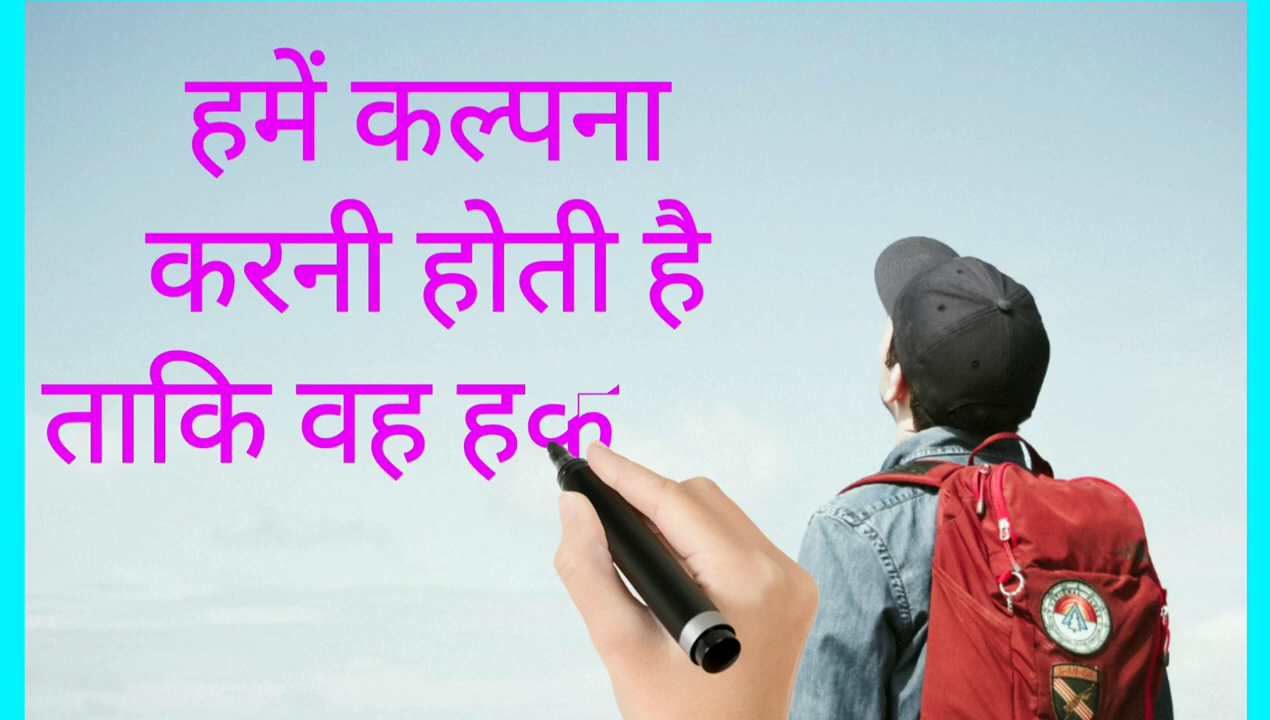 हमें कल्पना
करनी होती है
ताकि वह